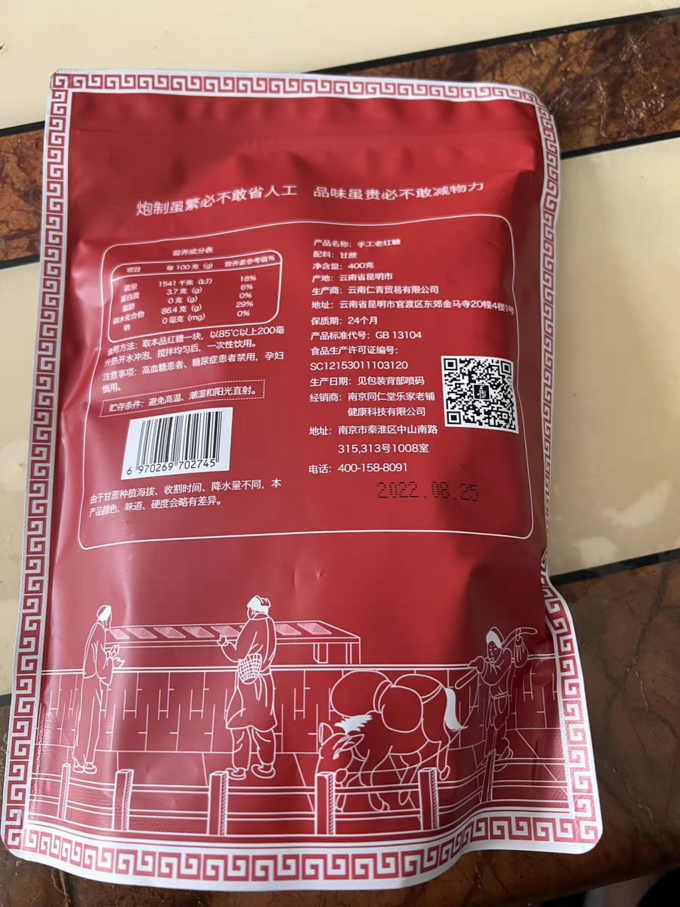 炮制虽繁必不敢省人工 品味虽贵必不敢减物力
营养成分表
项目 每 100 克 (g) 营养素参考值%
能量 1541 千焦 (kJ) 18%
蛋白质 3.7 克 (g) 6%
脂肪 0 克 (g) 0%
碳水化合物 86.4 克 (g) 29%
钠 0 毫克 (mg) 0%
食用方法：取本品红糖一块，以85℃以上200毫
升热开水冲泡，搅拌均匀后，一次性饮用。
注意事项：高血糖患者、糖尿症患者禁用，孕妇
慎用。
贮存条件：避免高温、潮湿和阳光直射。
6 970269 702745
由于甘蔗种植海拔、收割时间、降水量不同，本
产品颜色、味道、硬度会略有差异。
产品名称：手工老红糖
配料：甘蔗
净含量：400克
产地：云南省昆明市
生产商：云南仁青贸易有限公司
地址：云南省昆明市官渡区东郊金马寺20幢4楼1号
保质期：24个月
产品标准代号：GB 13104
食品生产许可证编号：
SC12153011103120
生产日期：见包装背部喷码
经销商：南京同仁堂乐家老铺
健康科技有限公司
地址：南京市秦淮区中山南路
315,313号1008室
电话：400-158-8091
2022.08.25